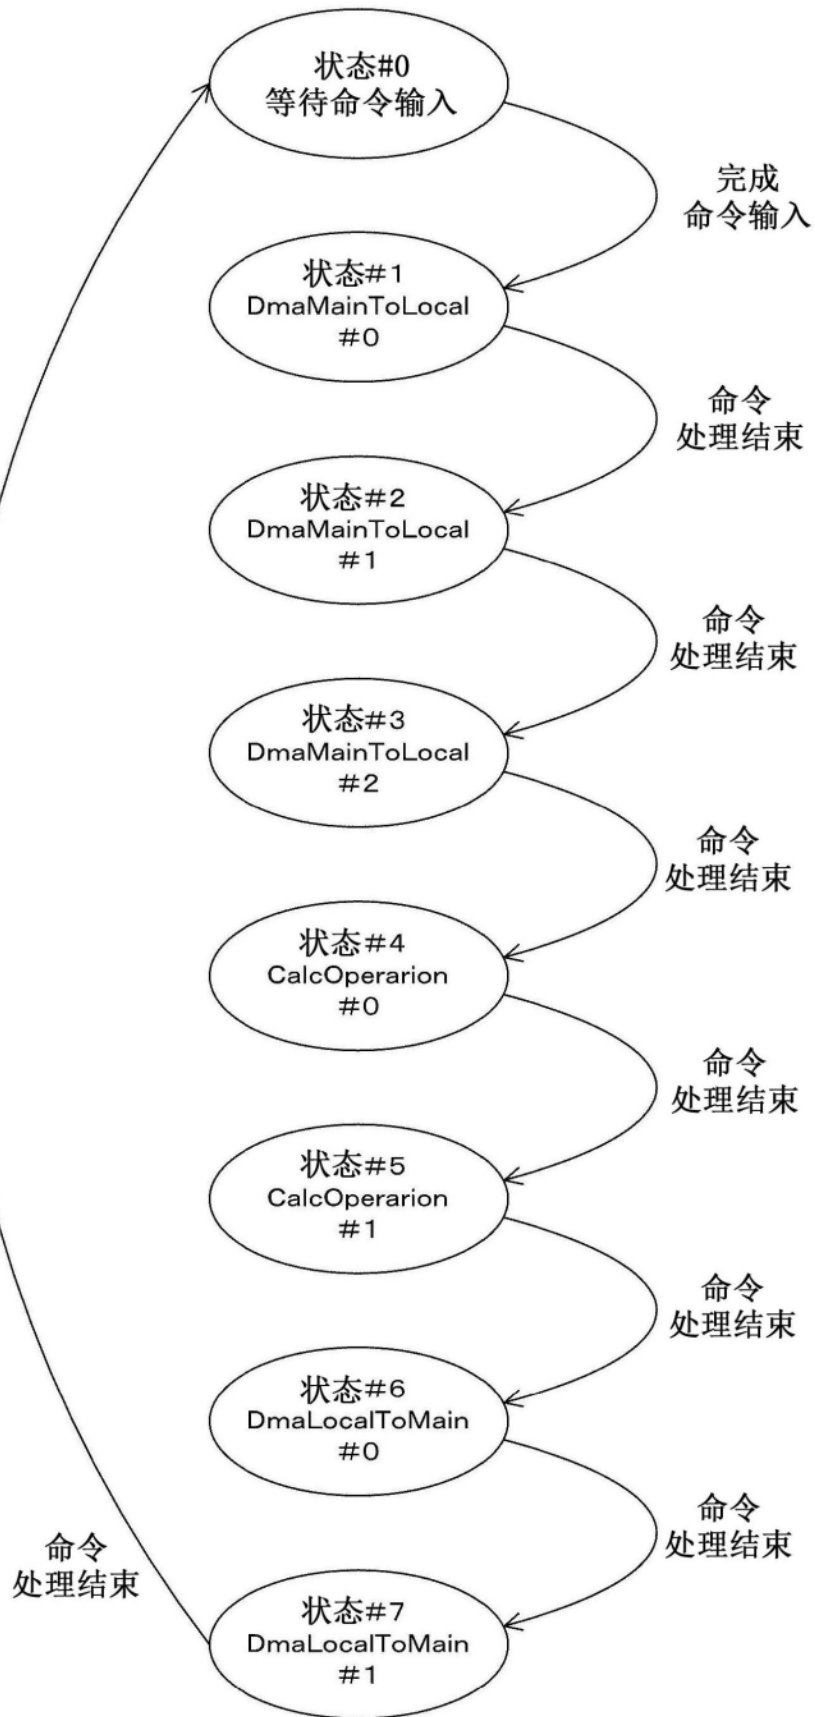 状态#0
等待命令输入
完成
命令输入
状态#1
DmaMainToLocal
#0
命令
处理结束
状态#2
DmaMainToLocal
#1
命令
处理结束
状态#3
DmaMainToLocal
#2
命令
处理结束
状态#4
CalcOperarion
#0
命令
处理结束
状态#5
CalcOperarion
#1
命令
处理结束
状态#6
DmaLocalToMain
#0
命令
处理结束
命令
处理结束
状态#7
DmaLocalToMain
#1